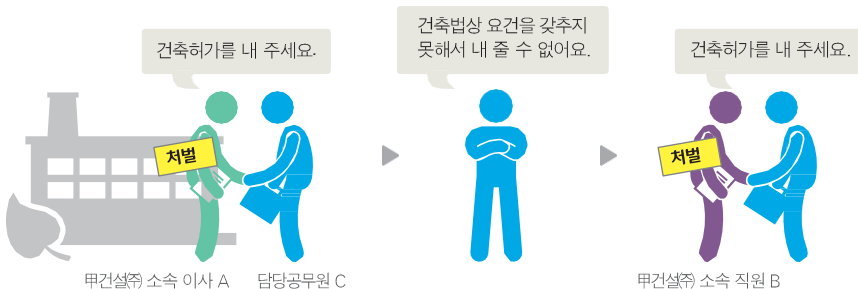 건축허가를 내 주세요.
건축법상 요건을 갖추지
못해서 내 줄 수 없어요.
건축허가를 내 주세요.
처벌
처벌
甲건설㈜ 소속 이사 A
담당공무원 C
甲건설㈜ 소속 직원 B